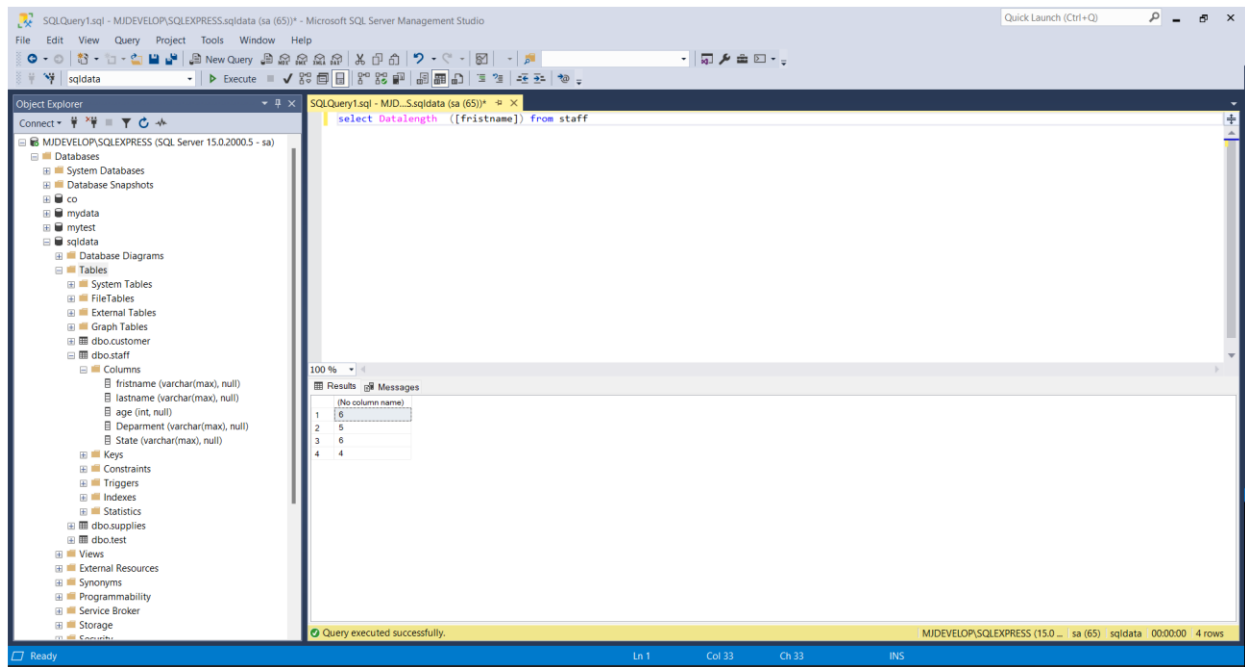 SQLQuery1.sql - MJDEVELOP\SQLEXPRESS.sqldata (sa (65))* - Microsoft SQL Server Management Studio
Quick Launch (Ctrl+Q)
File Edit View Query Project Tools Window Help
New Query
sqldata
Execute
Object Explorer
SQLQuery1.sql - MJD...S.sqldata (sa (65))*
Connect
select Datalength ([fristname]) from staff
MJDEVELOP\SQLEXPRESS (SQL Server 15.0.2000.5 - sa)
Databases
System Databases
Database Snapshots
co
mydata
mytest
sqldata
Database Diagrams
Tables
System Tables
FileTables
External Tables
Graph Tables
dbo.customer
dbo.staff
Columns
fristname (varchar(max), null)
lastname (varchar(max), null)
age (int, null)
Deparment (varchar(max), null)
State (varchar(max), null)
Keys
Constraints
Triggers
Indexes
Statistics
dbo.supplies
dbo.test
Views
External Resources
Synonyms
Programmability
Service Broker
Storage
Security
100 %
Results Messages
(No column name)
1 6
2 5
3 6
4 4
Query executed successfully.
MJDEVELOP\SQLEXPRESS (15.0 ... sa (65) sqldata 00:00:00 4 rows
Ready Ln 1 Col 33 Ch 33 INS